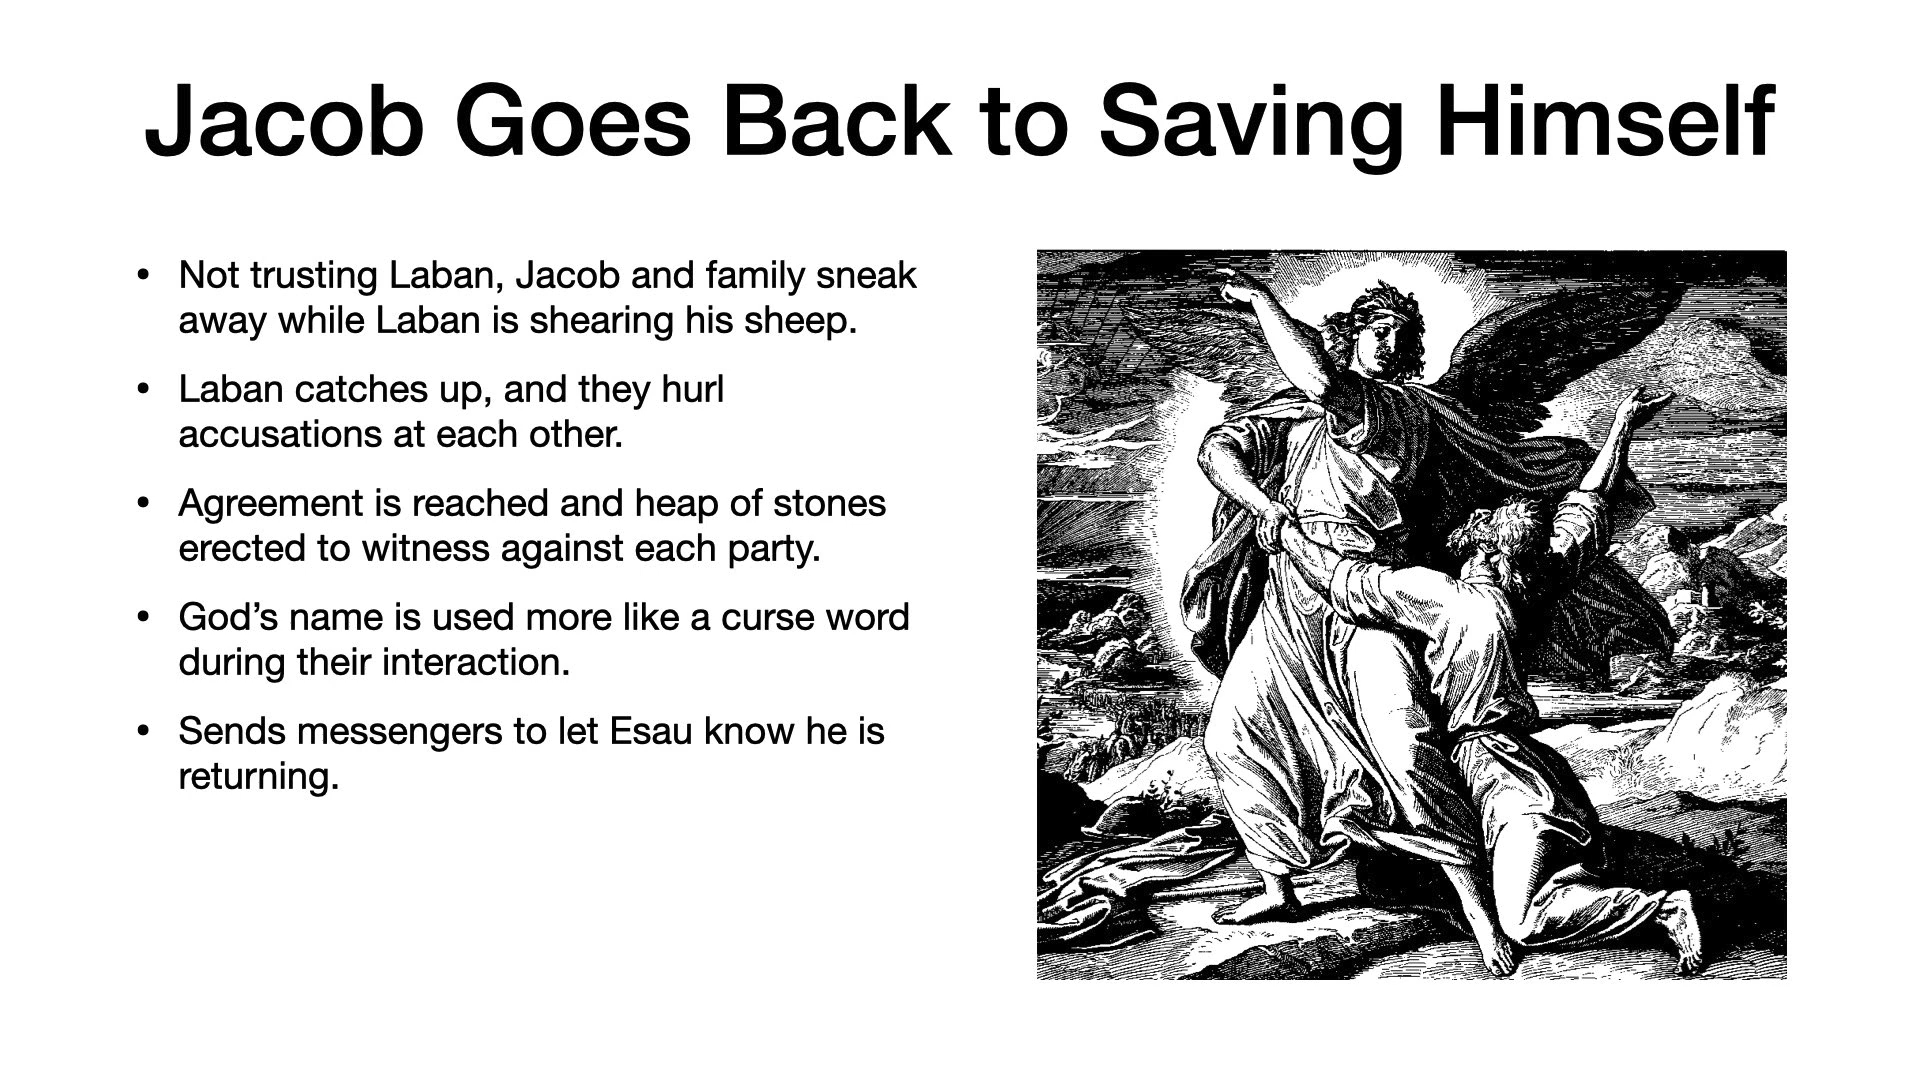 Jacob Goes Back to Saving Himself
• Not trusting Laban, Jacob and family sneak
away while Laban is shearing his sheep.
• Laban catches up, and they hurl
accusations at each other.
• Agreement is reached and heap of stones
erected to witness against each party.
• God’s name is used more like a curse word
during their interaction.
• Sends messengers to let Esau know he is
returning.